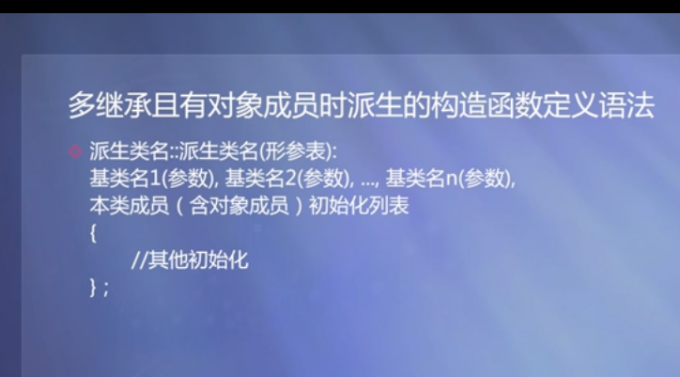 多继承且有对象成员时派生的构造函数定义语法
派生类名::派生类名(形参表):
基类名1(参数), 基类名2(参数), ..., 基类名n(参数),
本类成员（含对象成员）初始化列表
{
//其他初始化
}；